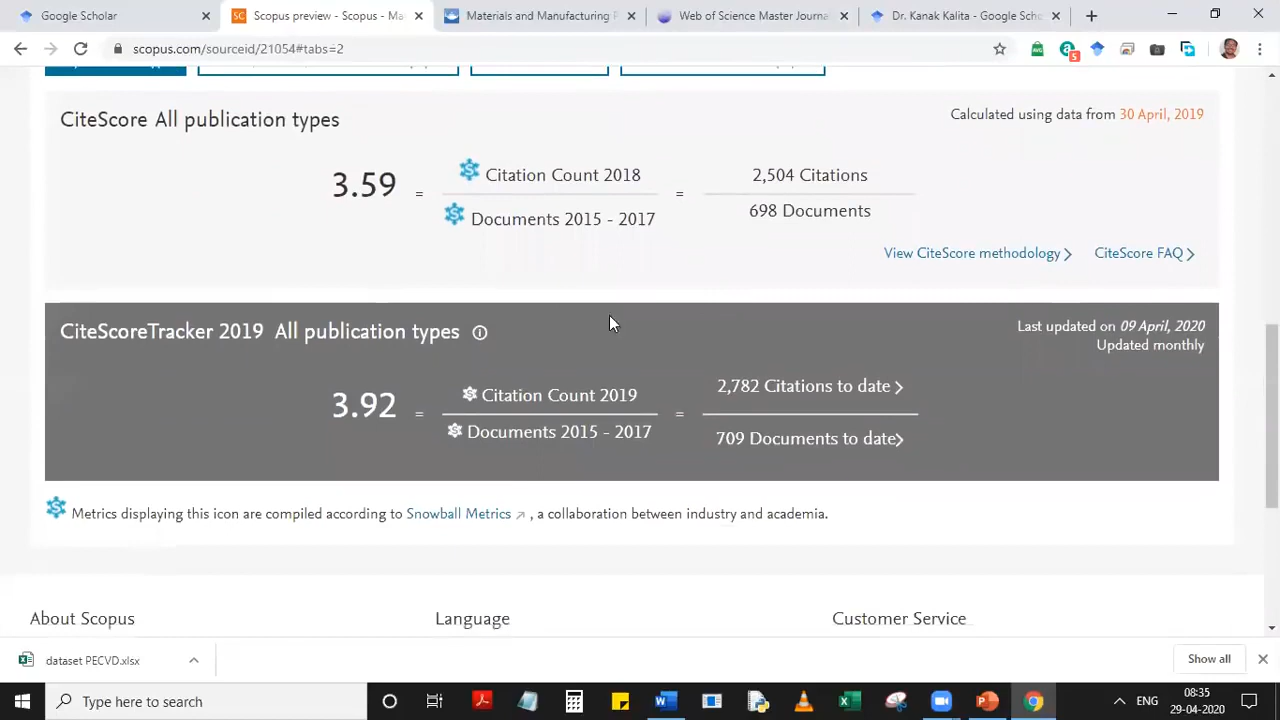 Google Scholar
SC Scopus preview - Scopus - Ma
Materials and Manufacturing P
Web of Science Master Journa
Dr. Kanak Kalita - Google Scho
scopus.com/sourceid/21054#tabs=2
5
CiteScore All publication types
Calculated using data from 30 April, 2019
3.59 = Citation Count 2018 = 2,504 Citations
Documents 2015 - 2017 698 Documents
View CiteScore methodology CiteScore FAQ
CiteScoreTracker 2019 All publication types
Last updated on 09 April, 2020
Updated monthly
3.92 = Citation Count 2019 = 2,782 Citations to date
Documents 2015 - 2017 709 Documents to date
Metrics displaying this icon are compiled according to Snowball Metrics ↗ , a collaboration between industry and academia.
About Scopus Language Customer Service
dataset PECVD.xlsx
Show all
Type here to search
ENG
08:35
29-04-2020